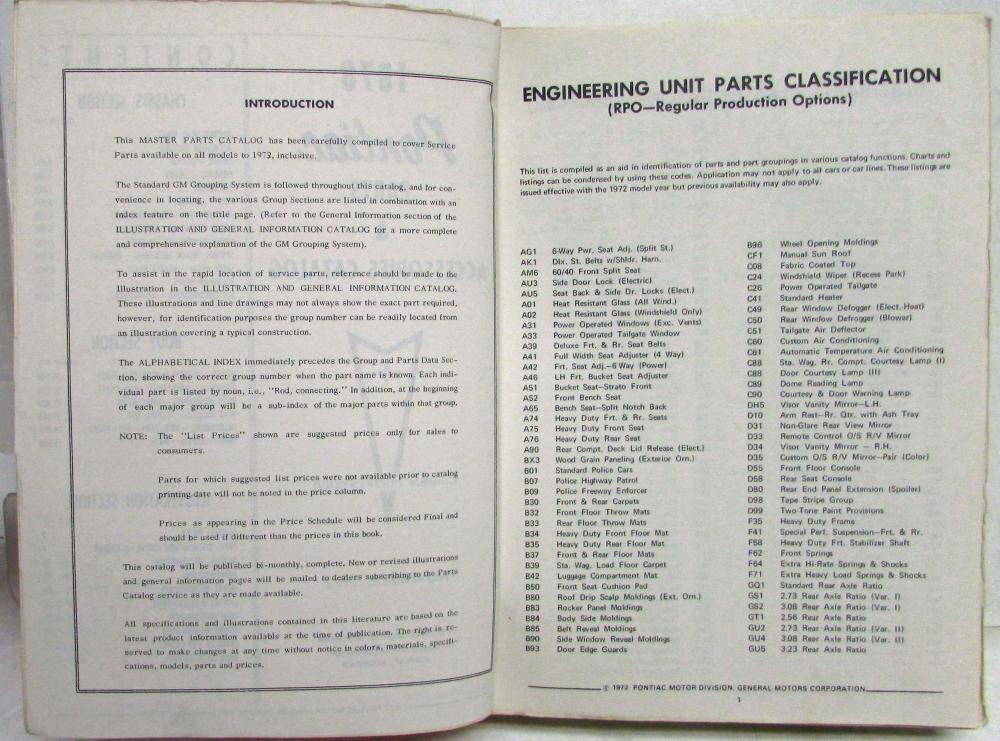 INTRODUCTION
This MASTER PARTS CATALOG has been carefully compiled to cover Service
Parts available on all models to 1973, inclusive.
The Standard GM Grouping System is followed throughout this catalog, and for con-
venience in locating, the various Group Sections are listed in combination with an
index feature on the title page. (Refer to the General Information section of the
ILLUSTRATION AND GENERAL INFORMATION CATALOG for a more complete
and comprehensive explanation of the GM Grouping System).
To assist in the rapid location of service parts, reference should be made to the
Illustration in the ILLUSTRATION AND GENERAL INFORMATION CATALOG.
These illustrations and line drawings may not always show the exact part required,
however, for identification purposes the group number can be readily located from
an illustration covering a typical construction.
The ALPHABETICAL INDEX immediately precedes the Group and Parts Data Sec-
tion, showing the correct group number when the part name is known. Each indi-
vidual part is listed by noun, i.e., "Rod, connecting." In addition, at the beginning
of each major group will be a sub-index of the major parts within that group.
NOTE: The "List Prices" shown are suggested prices only for sales to
consumers.
Parts for which suggested list prices were not available prior to catalog
printing date will not be noted in the price column.
Prices as appearing in the Price Schedule will be considered Final and
should be used if different than the prices in this book.
This catalog will be published bi-monthly, complete. New or revised illustrations
and general information pages will be mailed to dealers subscribing to the Parts
Catalog service as they are made available.
All specifications and illustrations contained in this literature are based on the
latest product information available at the time of publication. The right is re-
served to make changes at any time without notice in colors, materials, specifi-
cations, models, parts and prices.
ENGINEERING UNIT PARTS CLASSIFICATION
(RPO—Regular Production Options)
This list is compiled as an aid in identification of parts and part groupings in various catalog functions. Charts and
listings can be condensed by using these codes. Application may not apply to all cars or car lines. These listings are
issued effective with the 1972 model year but previous availability may also apply.
AG1 6-Way Pwr. Seat Adj. (Split St.)
AK1 Dlx. St. Belts w/Shldr. Harn.
AM6 60/40 Front Split Seat
AU3 Side Door Lock (Electric)
AU5 Seat Back & Side Dr. Locks (Elect.)
A01 Heat Resistant Glass (All Wind.)
A02 Heat Resistant Glass (Windshield Only)
A31 Power Operated Windows (Exc. Vents)
A33 Power Operated Tailgate Window
A39 Deluxe Frt. & Rr. Seat Belts
A41 Full Width Seat Adjuster (4 Way)
A42 Frt. Seat Adj.—6 Way (Power)
A46 LH Frt. Bucket Seat Adjuster
A51 Bucket Seat—Strato Front
A52 Front Bench Seat
A65 Bench Seat—Split Notch Back
A74 Heavy Duty Frt. & Rr. Seats
A75 Heavy Duty Front Seat
A76 Heavy Duty Rear Seat
A90 Rear Compt. Deck Lid Release (Elect.)
BX3 Wood Grain Paneling (Exterior Orn.)
B01 Standard Police Cars
B07 Police Highway Patrol
B09 Police Freeway Enforcer
B30 Front & Rear Carpets
B32 Front Floor Throw Mats
B33 Rear Floor Throw Mats
B34 Heavy Duty Front Floor Mat
B35 Heavy Duty Rear Floor Mat
B37 Front & Rear Floor Mats
B39 Sta. Wag. Load Floor Carpet
B42 Luggage Compartment Mat
B50 Front Seat Cushion Pad
B80 Roof Drip Scalp Moldings (Ext. Orn.)
B83 Rocker Panel Moldings
B84 Body Side Moldings
B85 Belt Reveal Moldings
B90 Side Window Reveal Moldings
B93 Door Edge Guards
B96 Wheel Opening Moldings
CF1 Manual Sun Roof
C08 Fabric Coated Top
C24 Windshield Wiper (Recess Park)
C26 Power Operated Tailgate
C41 Standard Heater
C49 Rear Window Defogger (Elect.-Heat)
C50 Rear Window Defrogger (Blower)
C51 Tailgate Air Deflector
C60 Custom Air Conditioning
C61 Automatic Temperature Air Conditioning
C88 Sta. Wag. Rr. Compt. Courtesy Lamp (I)
C88 Door Courtesy Lamp (II)
C89 Dome Reading Lamp
C90 Courtesy & Door Warning Lamp
DH5 Visor Vanity Mirror—L.H.
D10 Arm Rest—Rr. Qtr. with Ash Tray
D31 Non-Glare Rear View Mirror
D33 Remote Control O/S R/V Mirror
D34 Visor Vanity Mirror — R.H.
D35 Custom O/S R/V Mirror—Pair (Color)
D55 Front Floor Console
D58 Rear Seat Console
D80 Rear End Panel Extension (Spoiler)
D98 Tape Stripe Group
D99 Two-Tone Paint Provisions
F35 Heavy Duty Frame
F41 Special Perf. Suspension—Frt. & Rr.
F58 Heavy Duty Frt. Stabilizer Shaft
F62 Front Springs
F64 Extra Hi-Rate Springs & Shocks
F71 Extra Heavy Load Springs & Shocks
GQ1 Standard Rear Axle Ratio
GS1 2.73 Rear Axle Ratio (Var. I)
GS2 3.08 Rear Axle Ratio (Var. I)
GT1 2.56 Rear Axle Ratio
GU2 2.73 Rear Axle Ratio (Var. II)
GU4 3.08 Rear Axle Ratio (Var. II)
GU5 3.23 Rear Axle Ratio
© 1972 PONTIAC MOTOR DIVISION, GENERAL MOTORS CORPORATION
1